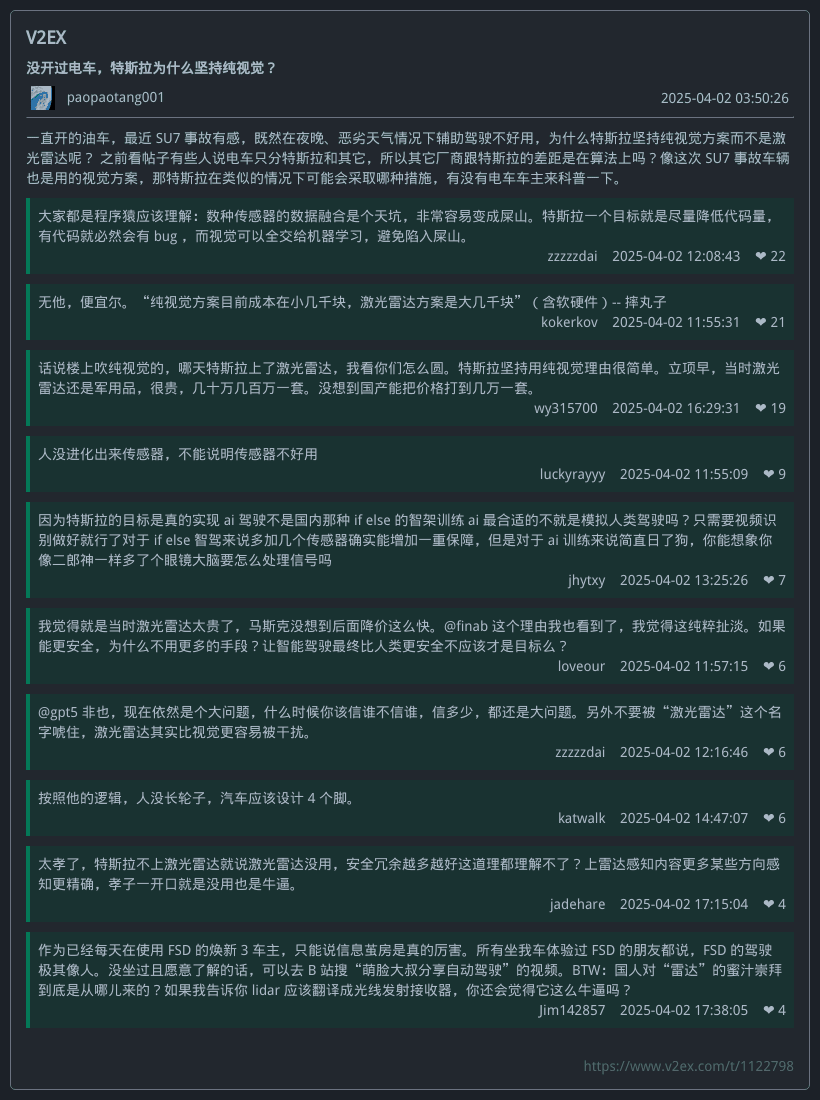 V2EX
没开过电车，特斯拉为什么坚持纯视觉？
paopaotang001 2025-04-02 03:50:26
一直开的油车，最近 SU7 事故有感，既然在夜晚、恶劣天气情况下辅助驾驶不好用，为什么特斯拉坚持纯视觉方案而不是激
光雷达呢？ 之前看帖子有些人说电车只分特斯拉和其它，所以其它厂商跟特斯拉的差距是在算法上吗？像这次 SU7 事故车辆
也是用的视觉方案，那特斯拉在类似的情况下可能会采取哪种措施，有没有电车车主来科普一下。
大家都是程序猿应该理解：数种传感器的数据融合是个天坑，非常容易变成屎山。特斯拉一个目标就是尽量降低代码量，
有代码就必然会有 bug ，而视觉可以全交给机器学习，避免陷入屎山。
zzzzzdai 2025-04-02 12:08:43 ❤ 22
无他，便宜尔。“纯视觉方案目前成本在小几千块，激光雷达方案是大几千块”（含软硬件）-- 摔丸子
kokerkov 2025-04-02 11:55:31 ❤ 21
话说楼上吹纯视觉的，哪天特斯拉上了激光雷达，我看你们怎么圆。特斯拉坚持用纯视觉理由很简单。立项早，当时激光
雷达还是军用品，很贵，几十万几百万一套。没想到国产能把价格打到几万一套。
wy315700 2025-04-02 16:29:31 ❤ 19
人没进化出来传感器，不能说明传感器不好用
luckyrayyy 2025-04-02 11:55:09 ❤ 9
因为特斯拉的目标是真的实现 ai 驾驶不是国内那种 if else 的智架训练 ai 最合适的不就是模拟人类驾驶吗？只需要视频识
别做好就行了对于 if else 智驾来说多加几个传感器确实能增加一重保障，但是对于 ai 训练来说简直日了狗，你能想象你
像二郎神一样多了个眼镜大脑要怎么处理信号吗
jhytxy 2025-04-02 13:25:26 ❤ 7
我觉得就是当时激光雷达太贵了，马斯克没想到后面降价这么快。@finab 这个理由我也看到了，我觉得这纯粹扯淡。如果
能更安全，为什么不用更多的手段？让智能驾驶最终比人类更安全不应该才是目标么？
loveour 2025-04-02 11:57:15 ❤ 6
@gpt5 非也，现在依然是个大问题，什么时候你该信谁不信谁，信多少，都还是大问题。另外不要被“激光雷达”这个名
字唬住，激光雷达其实比视觉更容易被干扰。
zzzzzdai 2025-04-02 12:16:46 ❤ 6
按照他的逻辑，人没长轮子，汽车应该设计 4 个脚。
katwalk 2025-04-02 14:47:07 ❤ 6
太孝了，特斯拉不上激光雷达就说激光雷达没用，安全冗余越多越好这道理都理解不了？上雷达感知内容更多某些方向感
知更精确，孝子一开口就是没用也是牛逼。
jadehare 2025-04-02 17:15:04 ❤ 4
作为已经每天在使用 FSD 的焕新 3 车主，只能说信息茧房是真的厉害。所有坐我车体验过 FSD 的朋友都说，FSD 的驾驶
极其像人。没坐过且愿意了解的话，可以去 B 站搜“萌脸大叔分享自动驾驶”的视频。BTW：国人对“雷达”的蜜汁崇拜
到底是从哪儿来的？如果我告诉你 lidar 应该翻译成光线发射接收器，你还会觉得它这么牛逼吗？
Jim142857 2025-04-02 17:38:05 ❤ 4
https://www.v2ex.com/t/1122798